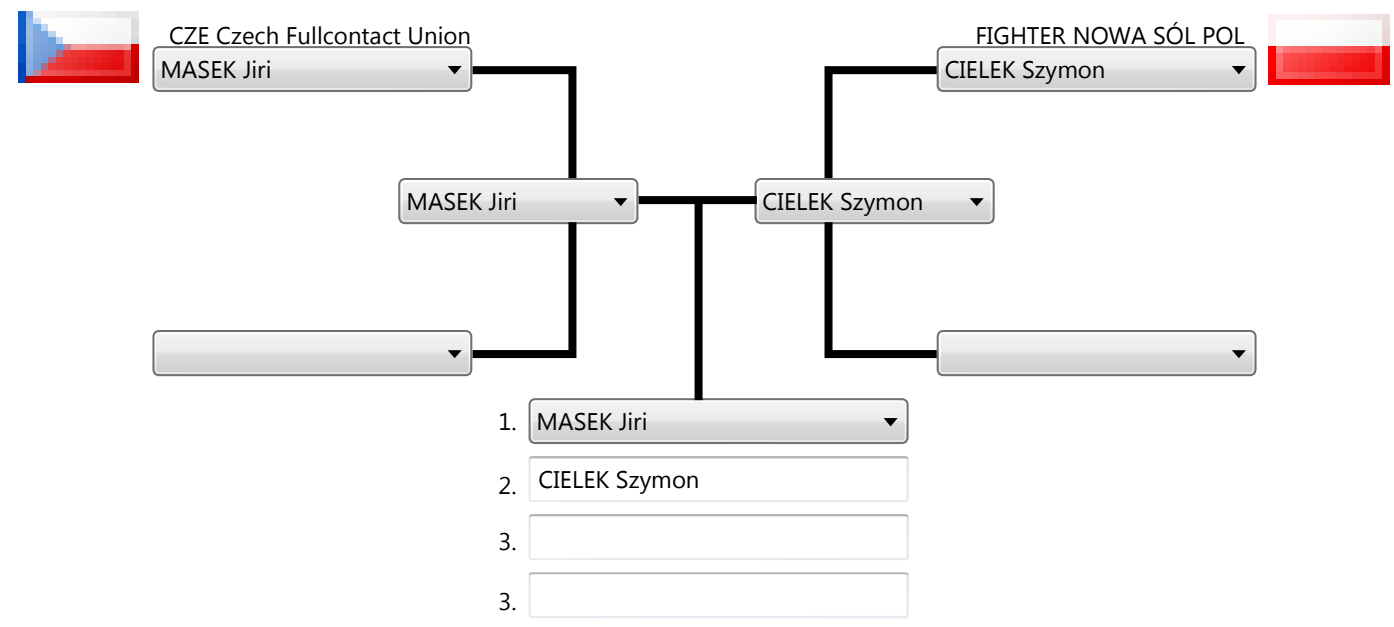 CZE Czech Fullcontact Union
FIGHTER NOWA SÓL POL
MASEK Jiri
CIELEK Szymon
MASEK Jiri
CIELEK Szymon
1. MASEK Jiri
2. CIELEK Szymon
3.
3.